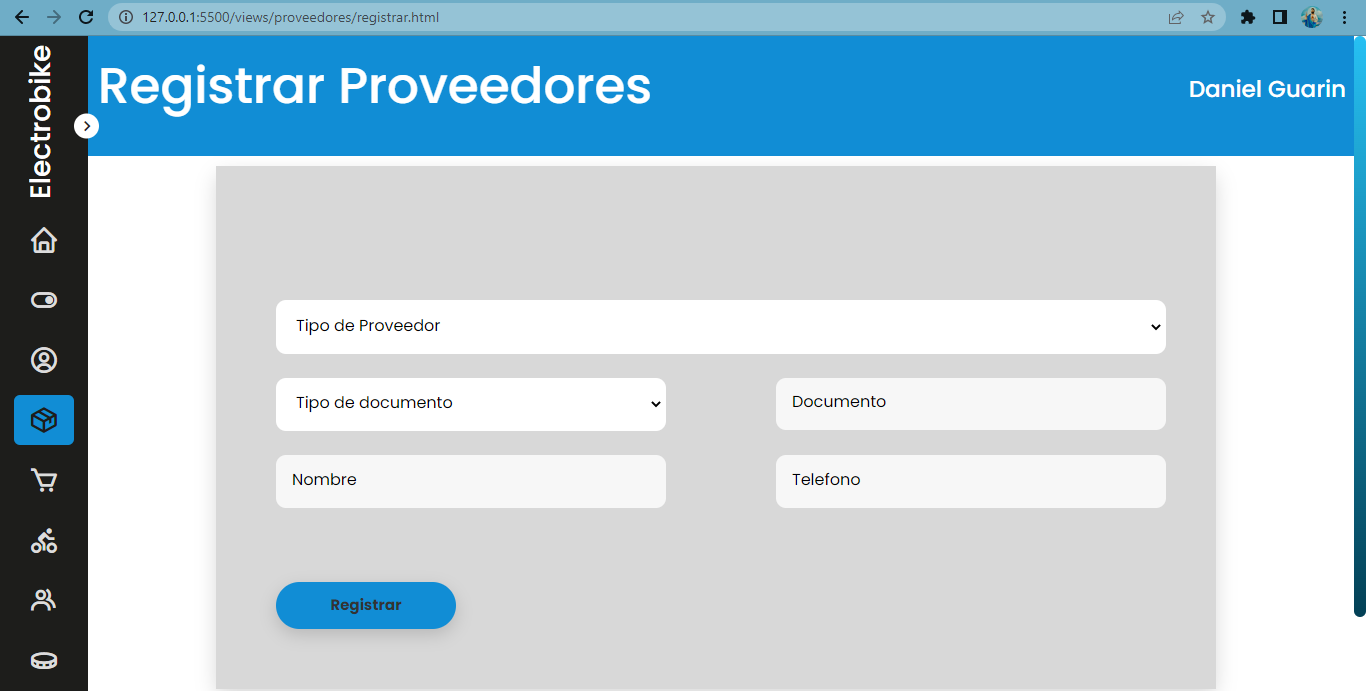 127.0.0.1:5500/views/proveedores/registrar.html
Electrobike
Registrar Proveedores
Daniel Guarin
Tipo de Proveedor
Tipo de documento
Documento
Nombre
Telefono
Registrar